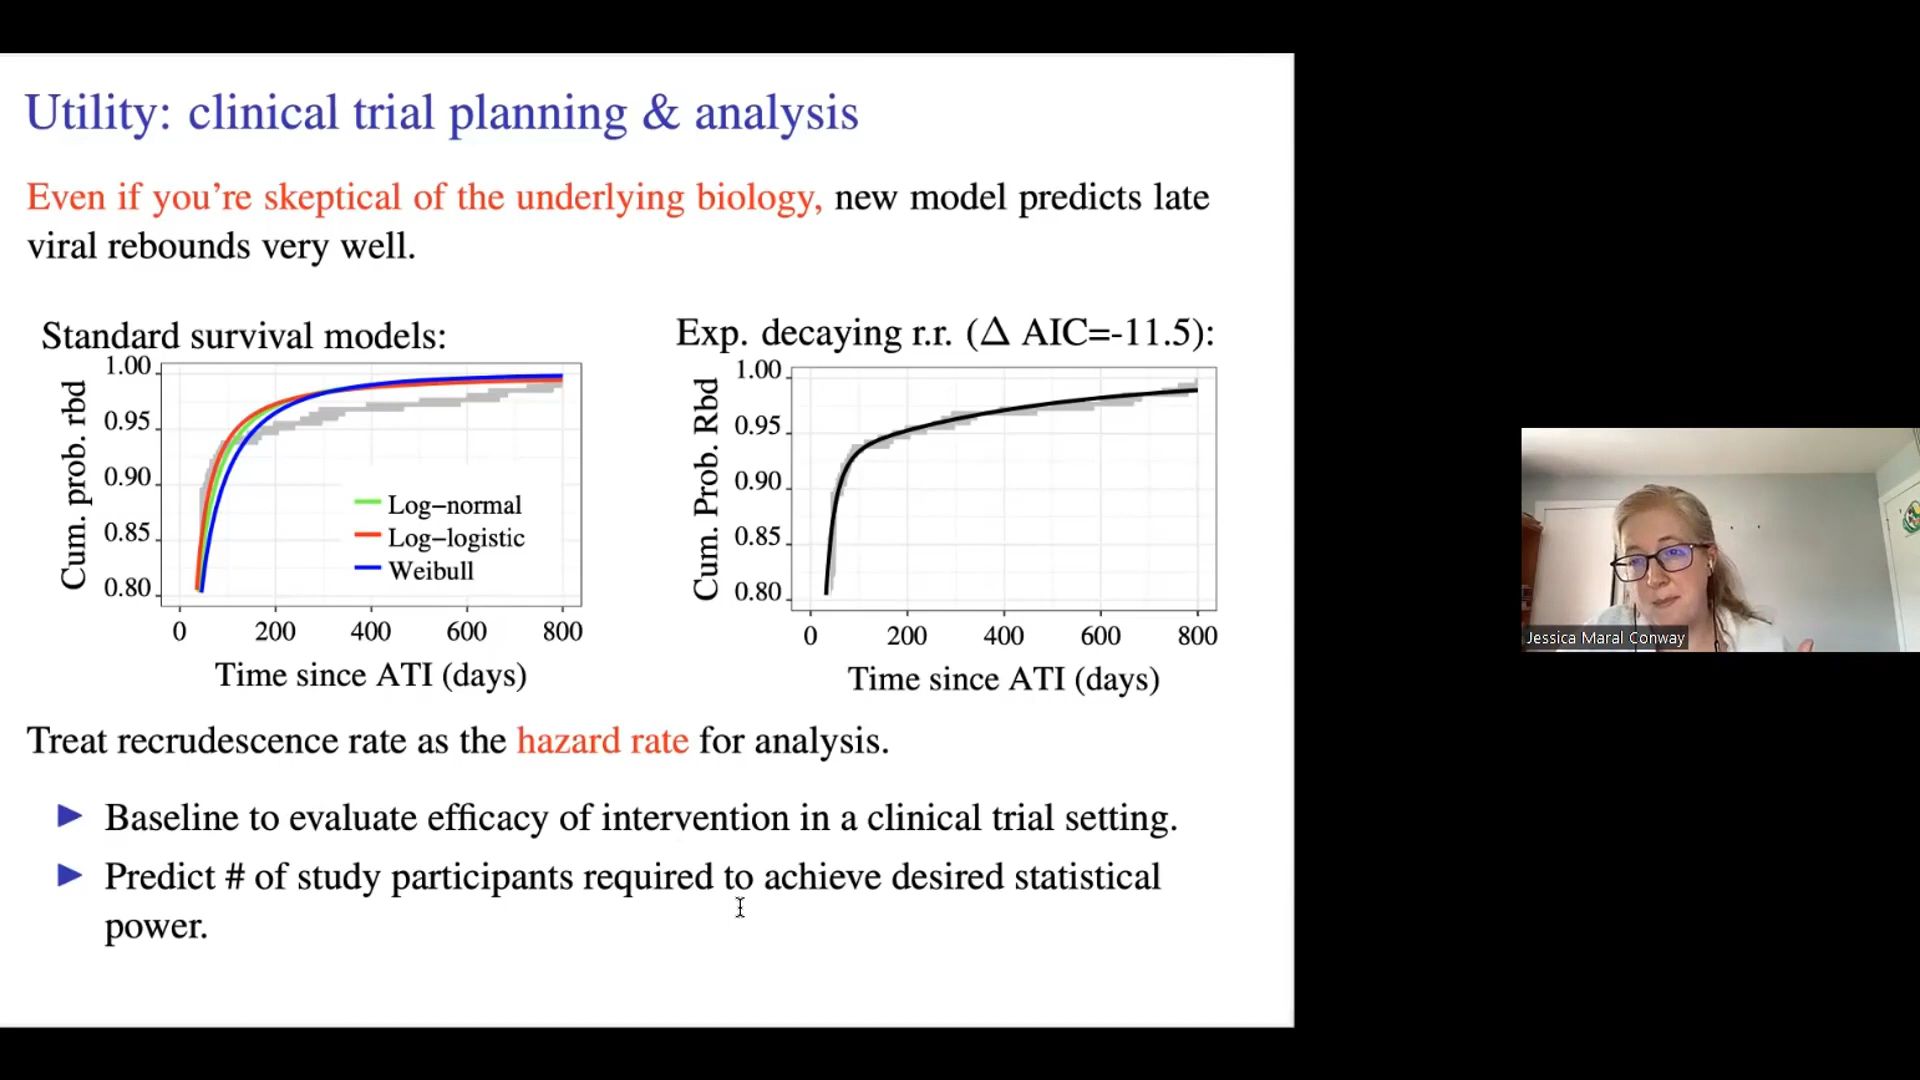 Utility: clinical trial planning & analysis
Even if you're skeptical of the underlying biology, new model predicts late
viral rebounds very well.
Standard survival models:
1.00
0.95
0.90
0.85
0.80
Cum. prob. rbd
Log−normal
Log−logistic
Weibull
0 200 400 600 800
Time since ATI (days)
Exp. decaying r.r. (Δ AIC=-11.5):
1.00
0.95
0.90
0.85
0.80
Cum. Prob. Rbd
0 200 400 600 800
Time since ATI (days)
Treat recrudescence rate as the hazard rate for analysis.
Baseline to evaluate efficacy of intervention in a clinical trial setting.
Predict # of study participants required to achieve desired statistical
power.
Jessica Maral Conway